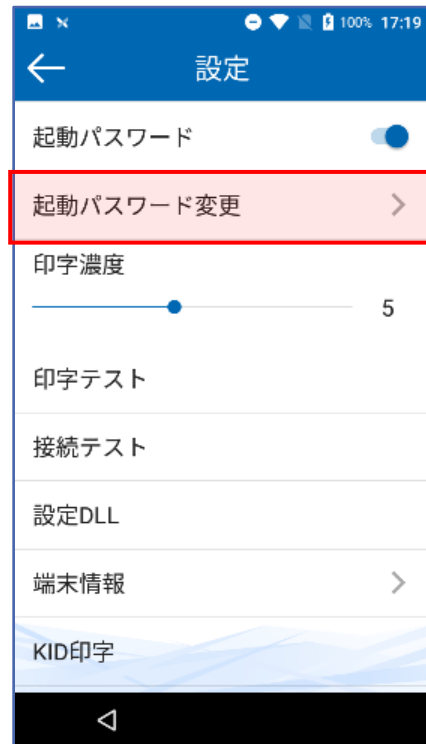 100% 17:19
設定
起動パスワード
起動パスワード変更
印字濃度
5
印字テスト
接続テスト
設定DLL
端末情報
KID印字